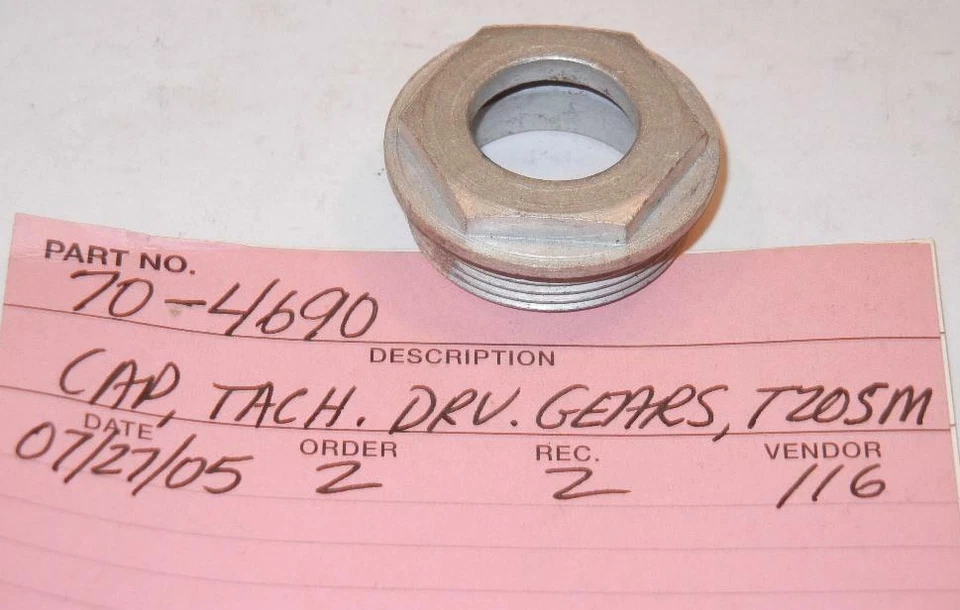 PART NO.
70-4690
DESCRIPTION
CAP, TACH. DRV. GEARS, T20SM
DATE ORDER REC. VENDOR
07/27/05 2 2 116